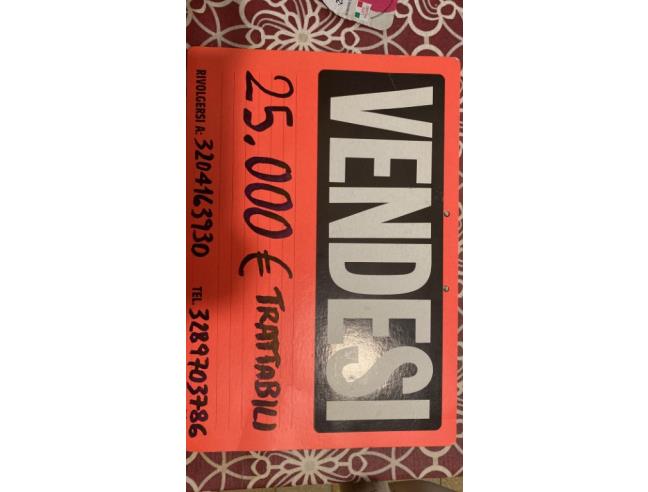 VENDESI
25.000 € TRATTABILI
RIVOLGERSI A: 3204163930 TEL. 3289703786